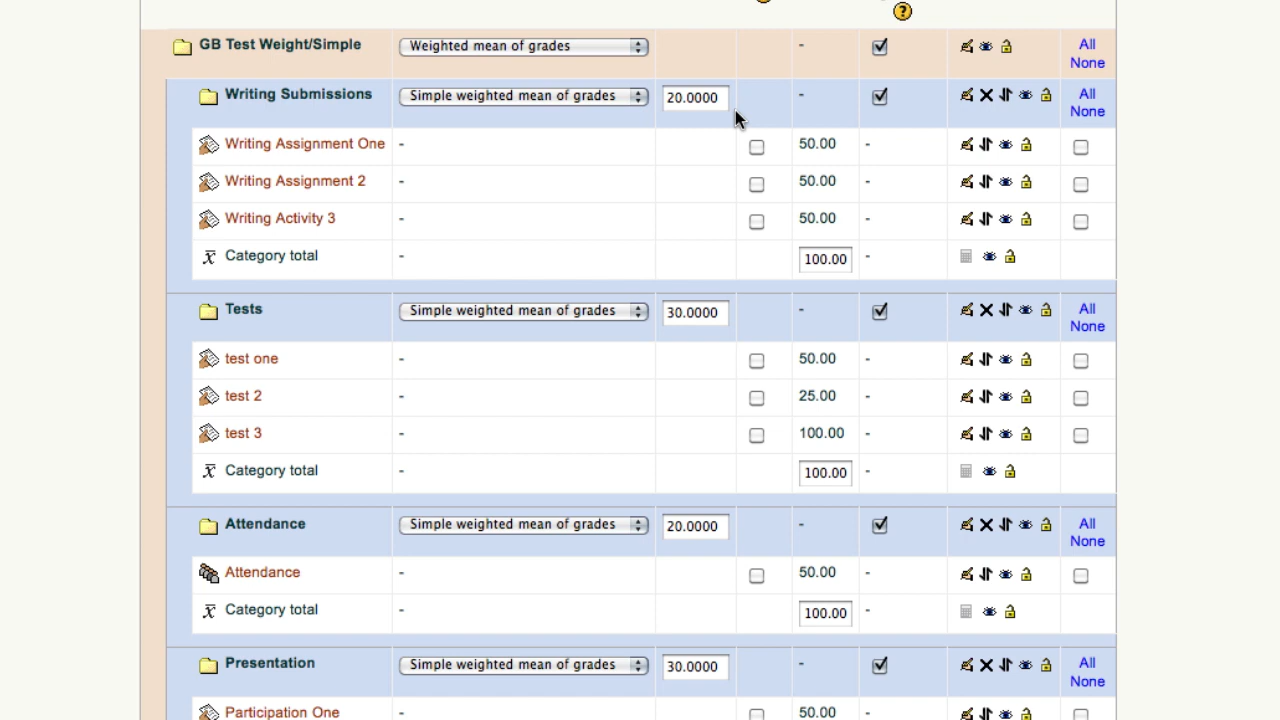 ?
GB Test Weight/Simple Weighted mean of grades - All
None
Writing Submissions Simple weighted mean of grades 20.0000 - All
None
Writing Assignment One - 50.00 -
Writing Assignment 2 - 50.00 -
Writing Activity 3 - 50.00 -
x̄ Category total - 100.00 -
Tests Simple weighted mean of grades 30.0000 - All
None
test one - 50.00 -
test 2 - 25.00 -
test 3 - 100.00 -
x̄ Category total - 100.00 -
Attendance Simple weighted mean of grades 20.0000 - All
None
Attendance - 50.00 -
x̄ Category total - 100.00 -
Presentation Simple weighted mean of grades 30.0000 - All
None
Participation One - 50.00 -